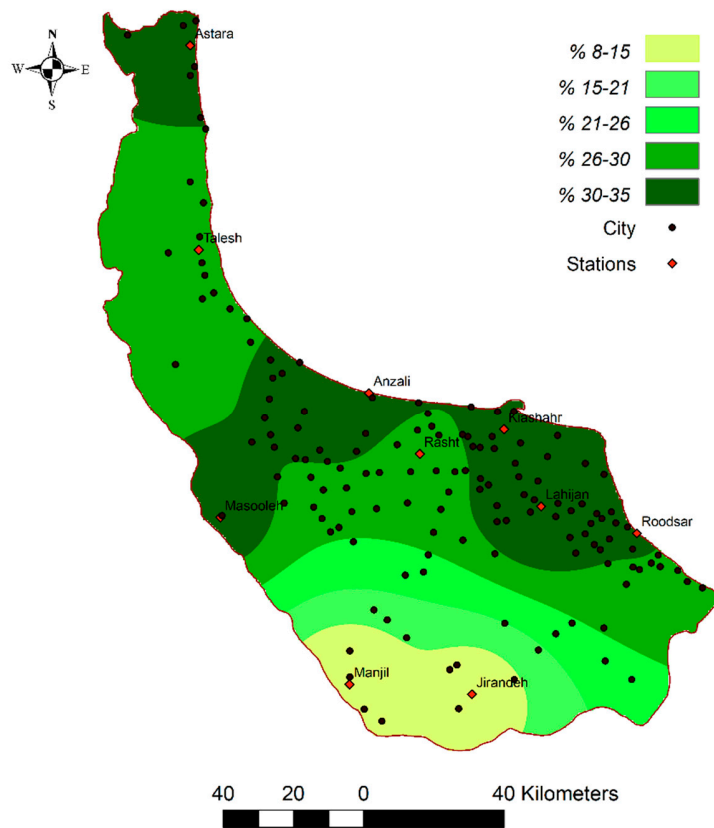 N
W E
S
Astara
% 8-15
% 15-21
% 21-26
% 26-30
% 30-35
City
Stations
Talesh
Anzali
Kiashahr
Rasht
Masooleh
Lahijan
Roodsar
Manjil
Jirandeh
40 20 0 40 Kilometers